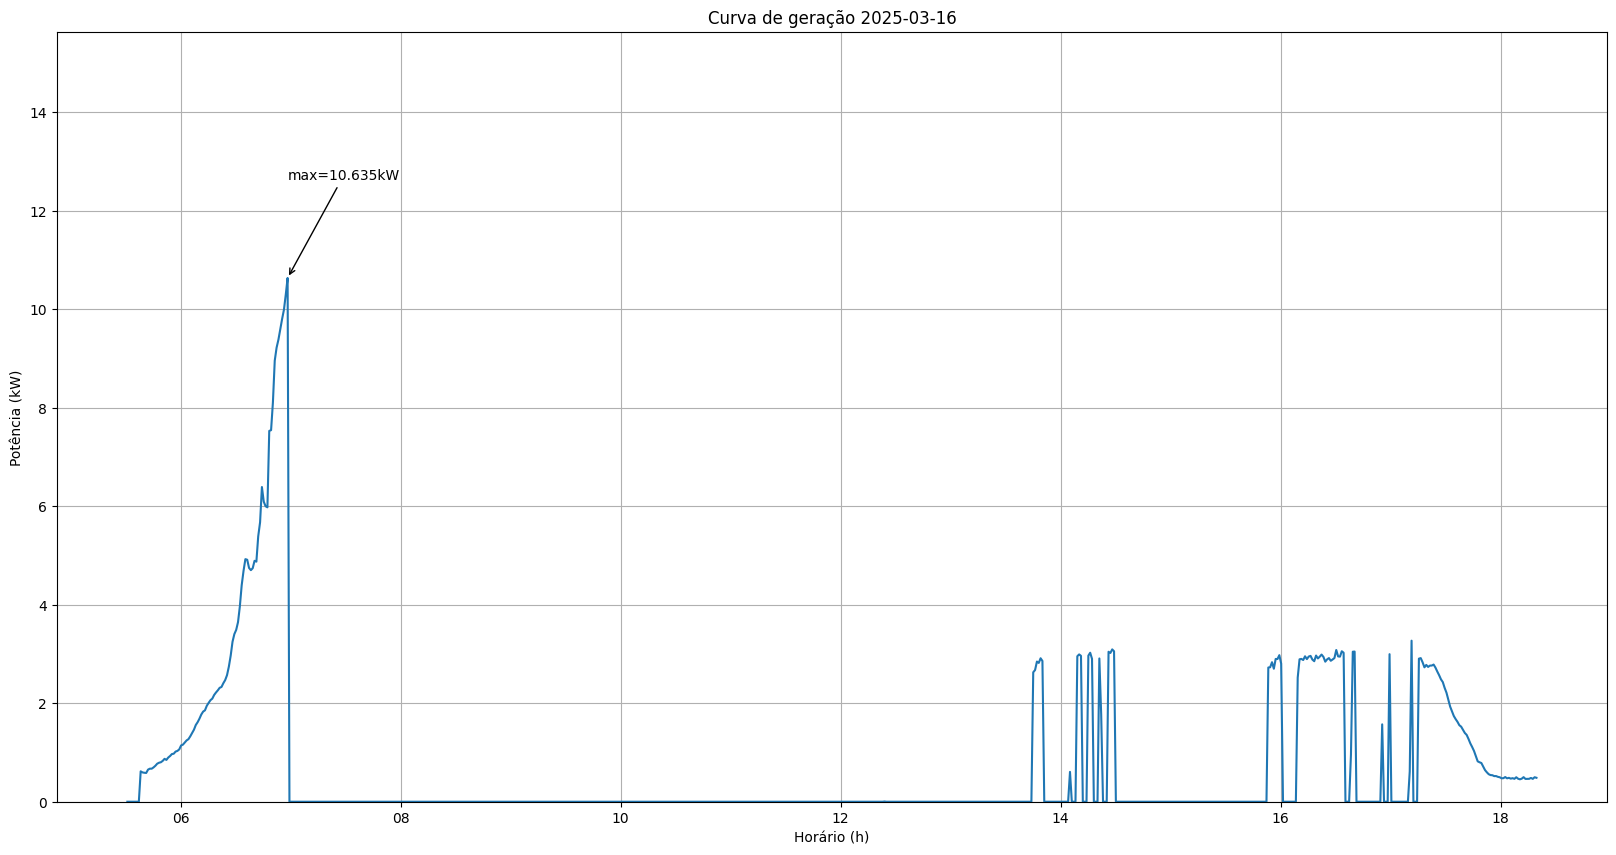 Curva de geração 2025-03-16
Potência (kW)
14
12
10
8
6
4
2
0
max=10.635kW
06 08 10 12 14 16 18
Horário (h)